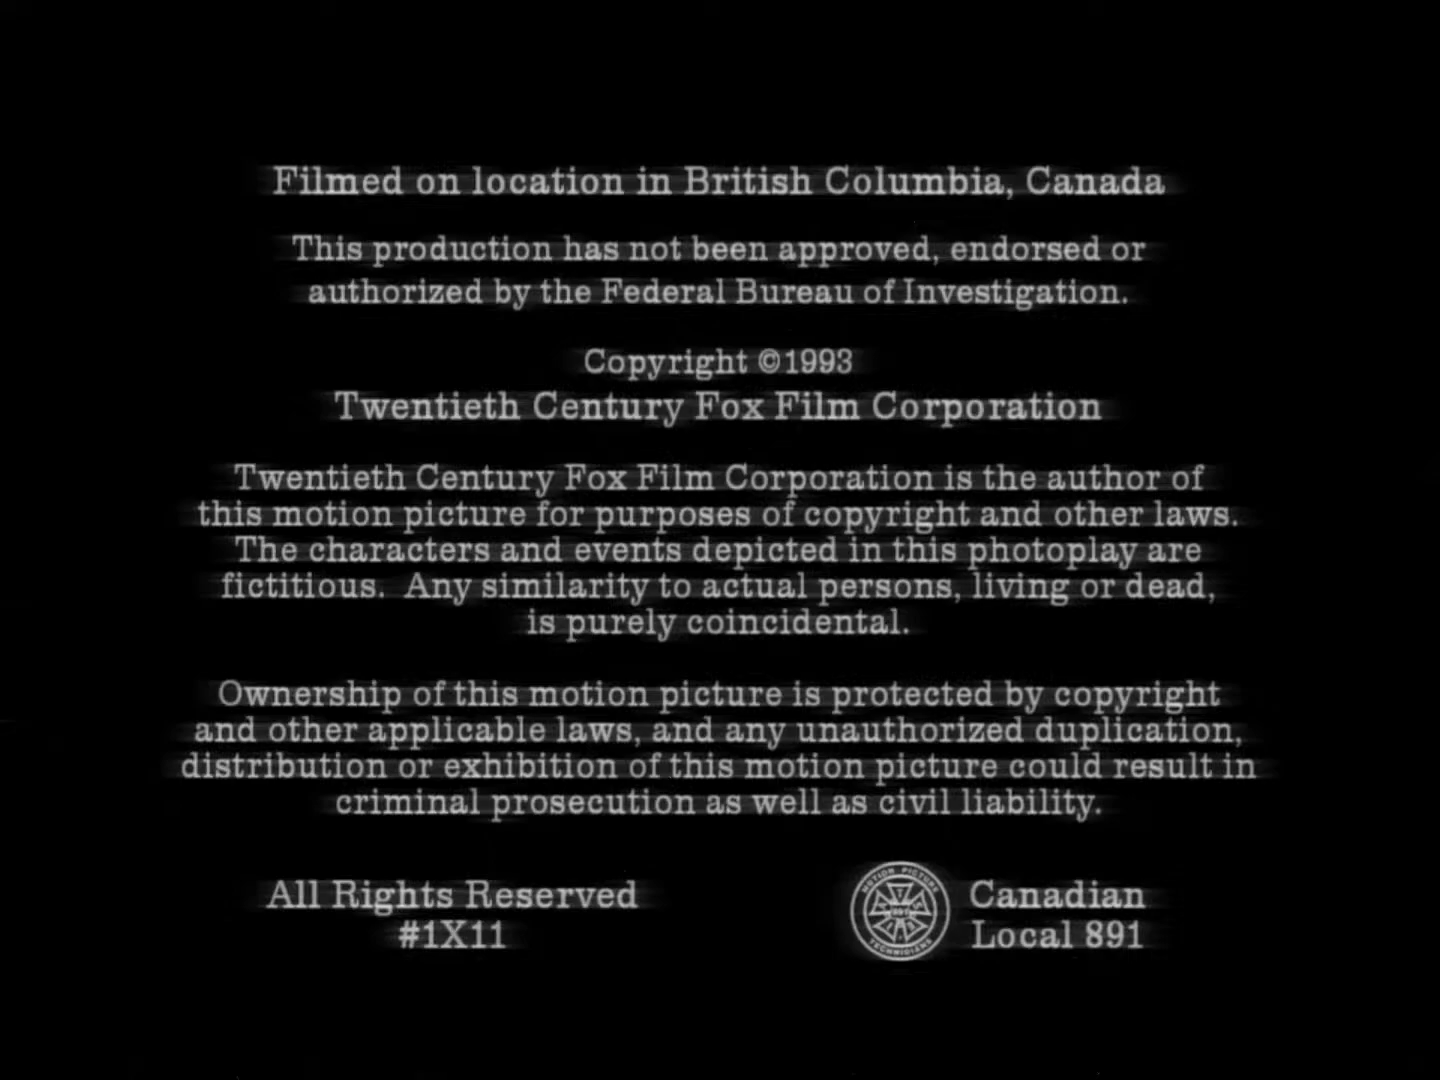 Filmed on location in British Columbia, Canada
This production has not been approved, endorsed or
authorized by the Federal Bureau of Investigation.
Copyright ©1993
Twentieth Century Fox Film Corporation
Twentieth Century Fox Film Corporation is the author of
this motion picture for purposes of copyright and other laws.
The characters and events depicted in this photoplay are
fictitious.  Any similarity to actual persons, living or dead,
is purely coincidental.
Ownership of this motion picture is protected by copyright
and other applicable laws, and any unauthorized duplication,
distribution or exhibition of this motion picture could result in
criminal prosecution as well as civil liability.
All Rights Reserved
#1X11
MOTION PICTURE
891
TECHNICIANS
Canadian
Local 891